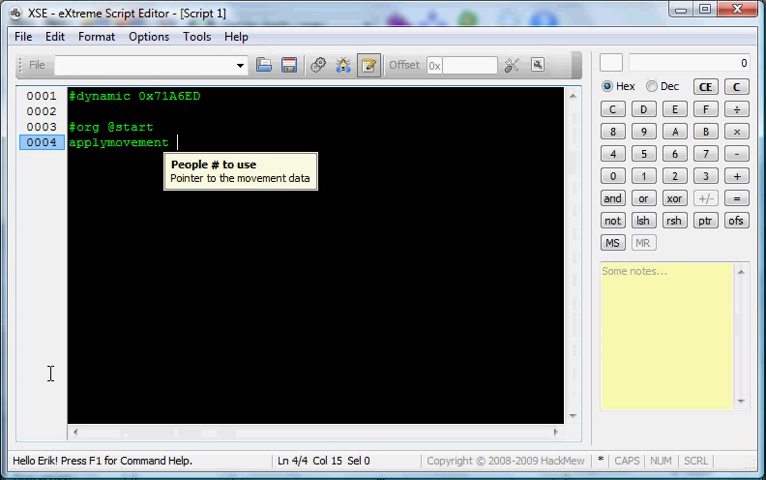 XSE - eXtreme Script Editor - [Script 1]
File Edit Format Options Tools Help
File Offset 0x
0
Hex Dec CE C
0001 #dynamic 0x71A6ED
0002
0003 #org @start
0004 applymovement
People # to use
Pointer to the movement data
C D E F ÷
8 9 A B ×
4 5 6 7 -
0 1 2 3 +
and or xor +/- =
not lsh rsh ptr ofs
MS MR
Some notes...
Hello Erik! Press F1 for Command Help. Ln 4/4 Col 15 Sel 0 Copyright © 2008-2009 HackMew * CAPS NUM SCRL